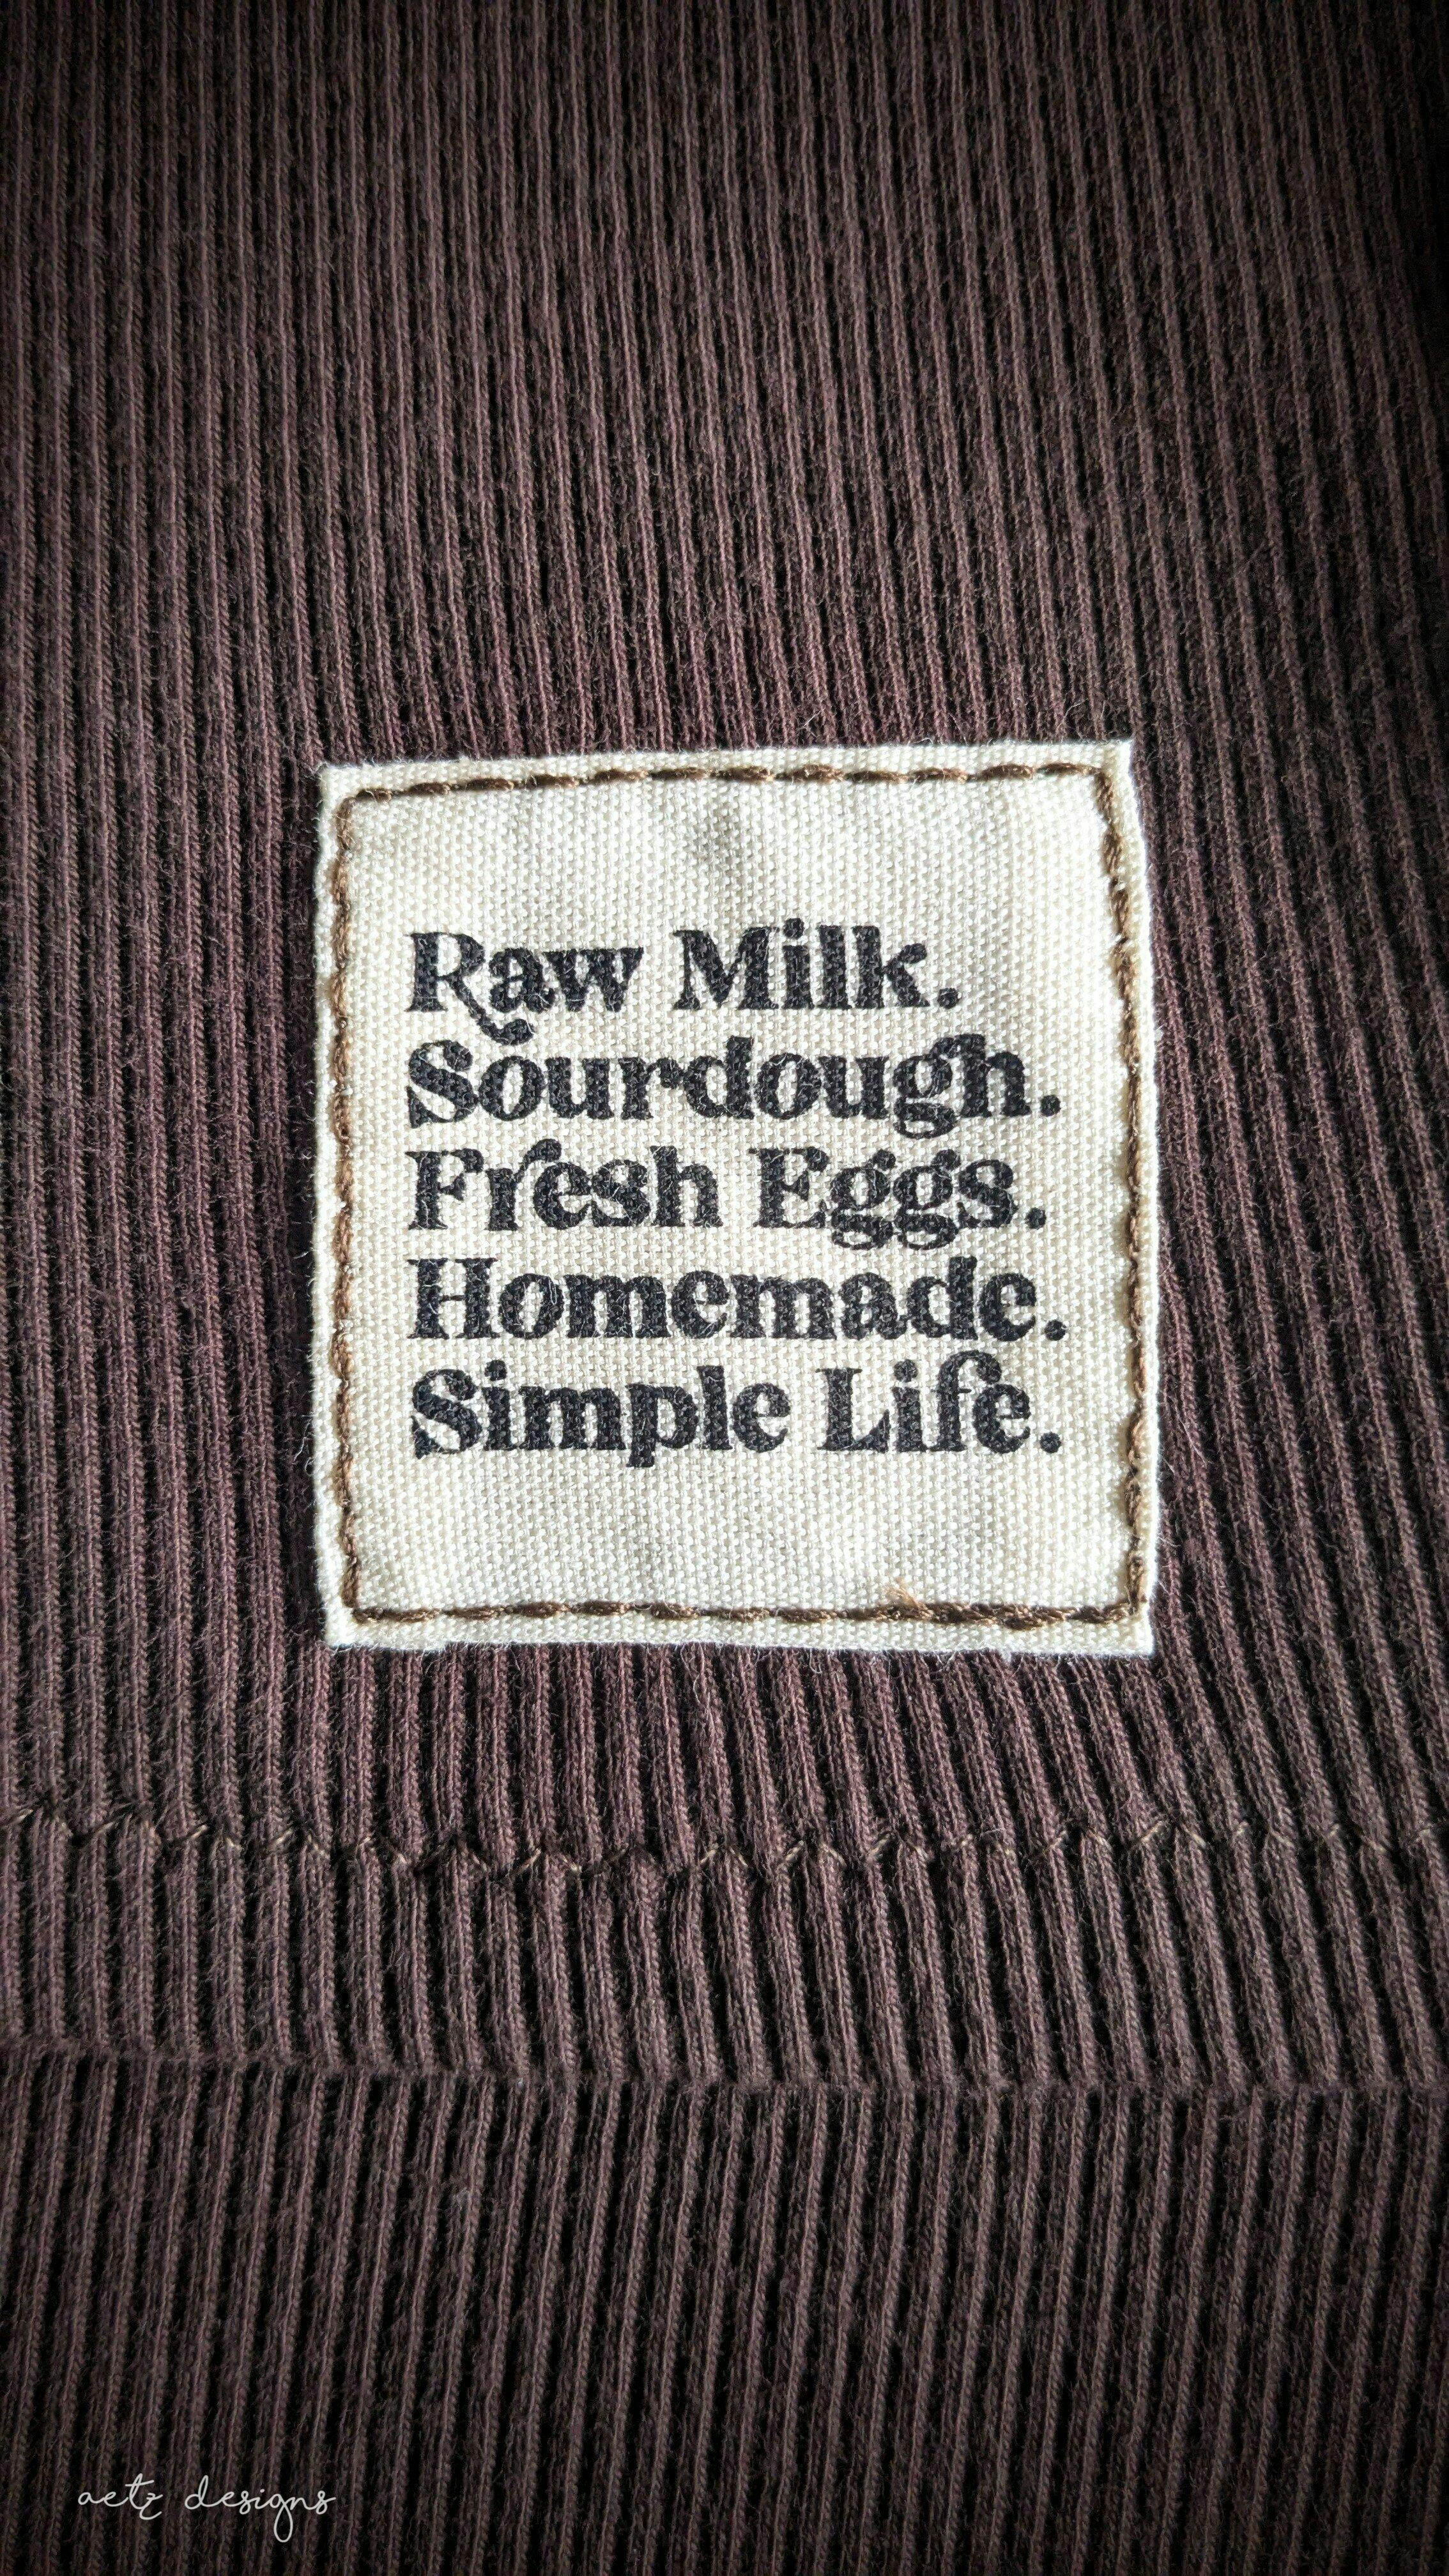 Raw Milk.
Sourdough.
Fresh Eggs.
Homemade.
Simple Life.
aetz designs